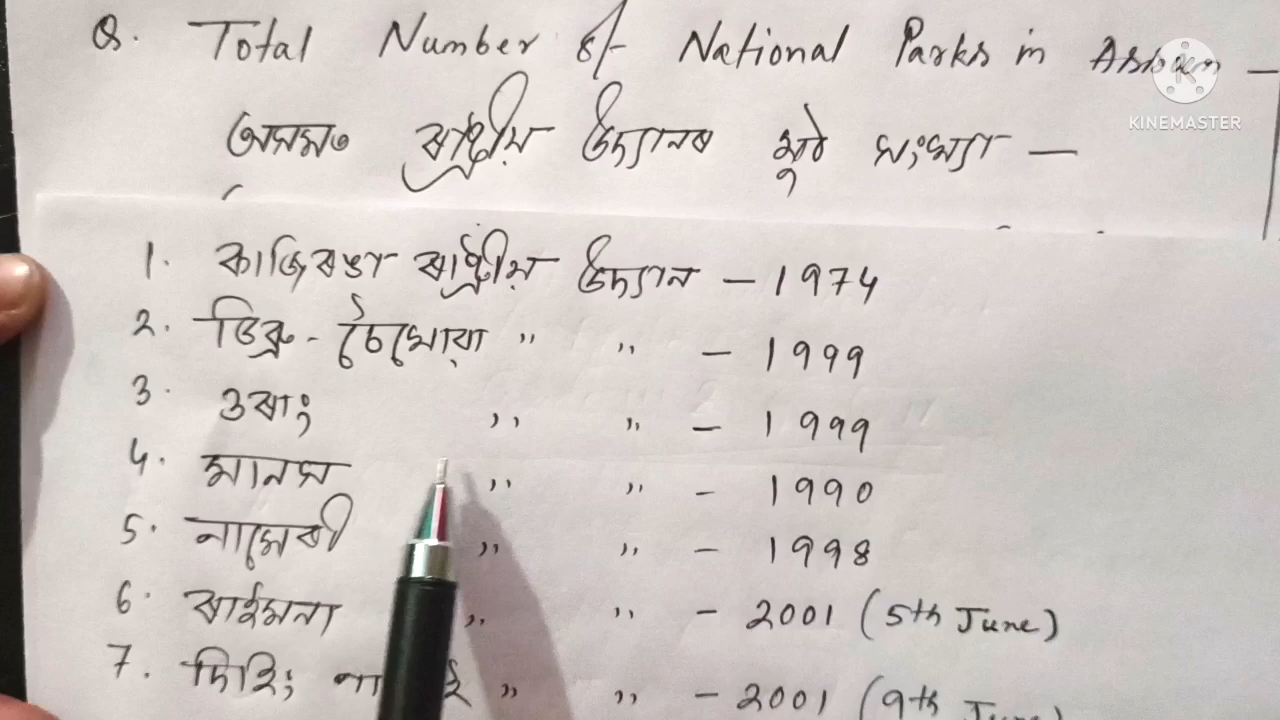 Q. Total Number of National Parks in Assam —
অসমত ৰাষ্ট্ৰীয় উদ্যানৰ মুঠ সংখ্যা —
KINEMASTER
1. কাজিৰঙা ৰাষ্ট্ৰীয় উদ্যান – 1974
2. ডিব্ৰু - চৈখোৱা " " – 1999
3. ওৰাং " " – 1999
4. মানস " " – 1990
5. নামেৰী " " – 1998
6. ৰাইমনা " " – 2001 (5th June)
7. দিহিং " " – 2001 (9th June)